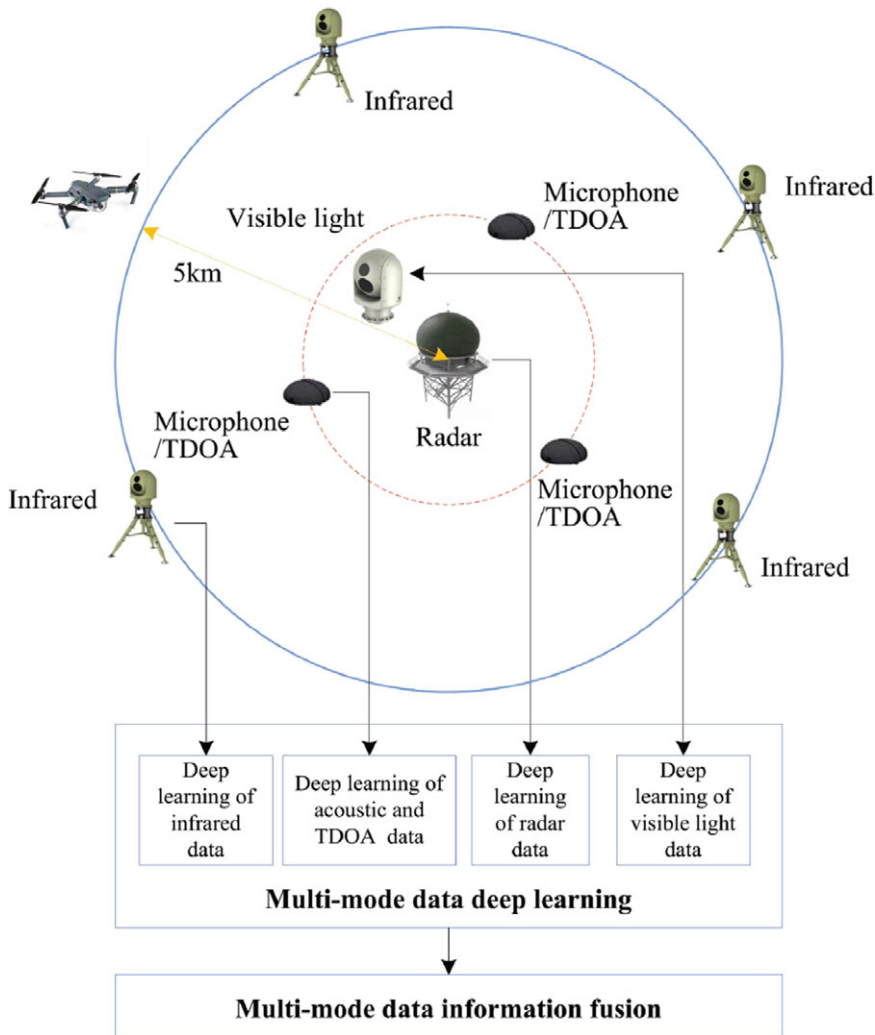 Infrared
Infrared
Microphone
/TDOA
Visible light
5km
Microphone
/TDOA
Radar
Microphone
/TDOA
Infrared
Infrared
Deep
learning of
infrared
data
Deep learning of
acoustic and
TDOA data
Deep
learning
of radar
data
Deep
learning of
visible light
data
Multi-mode data deep learning
Multi-mode data information fusion